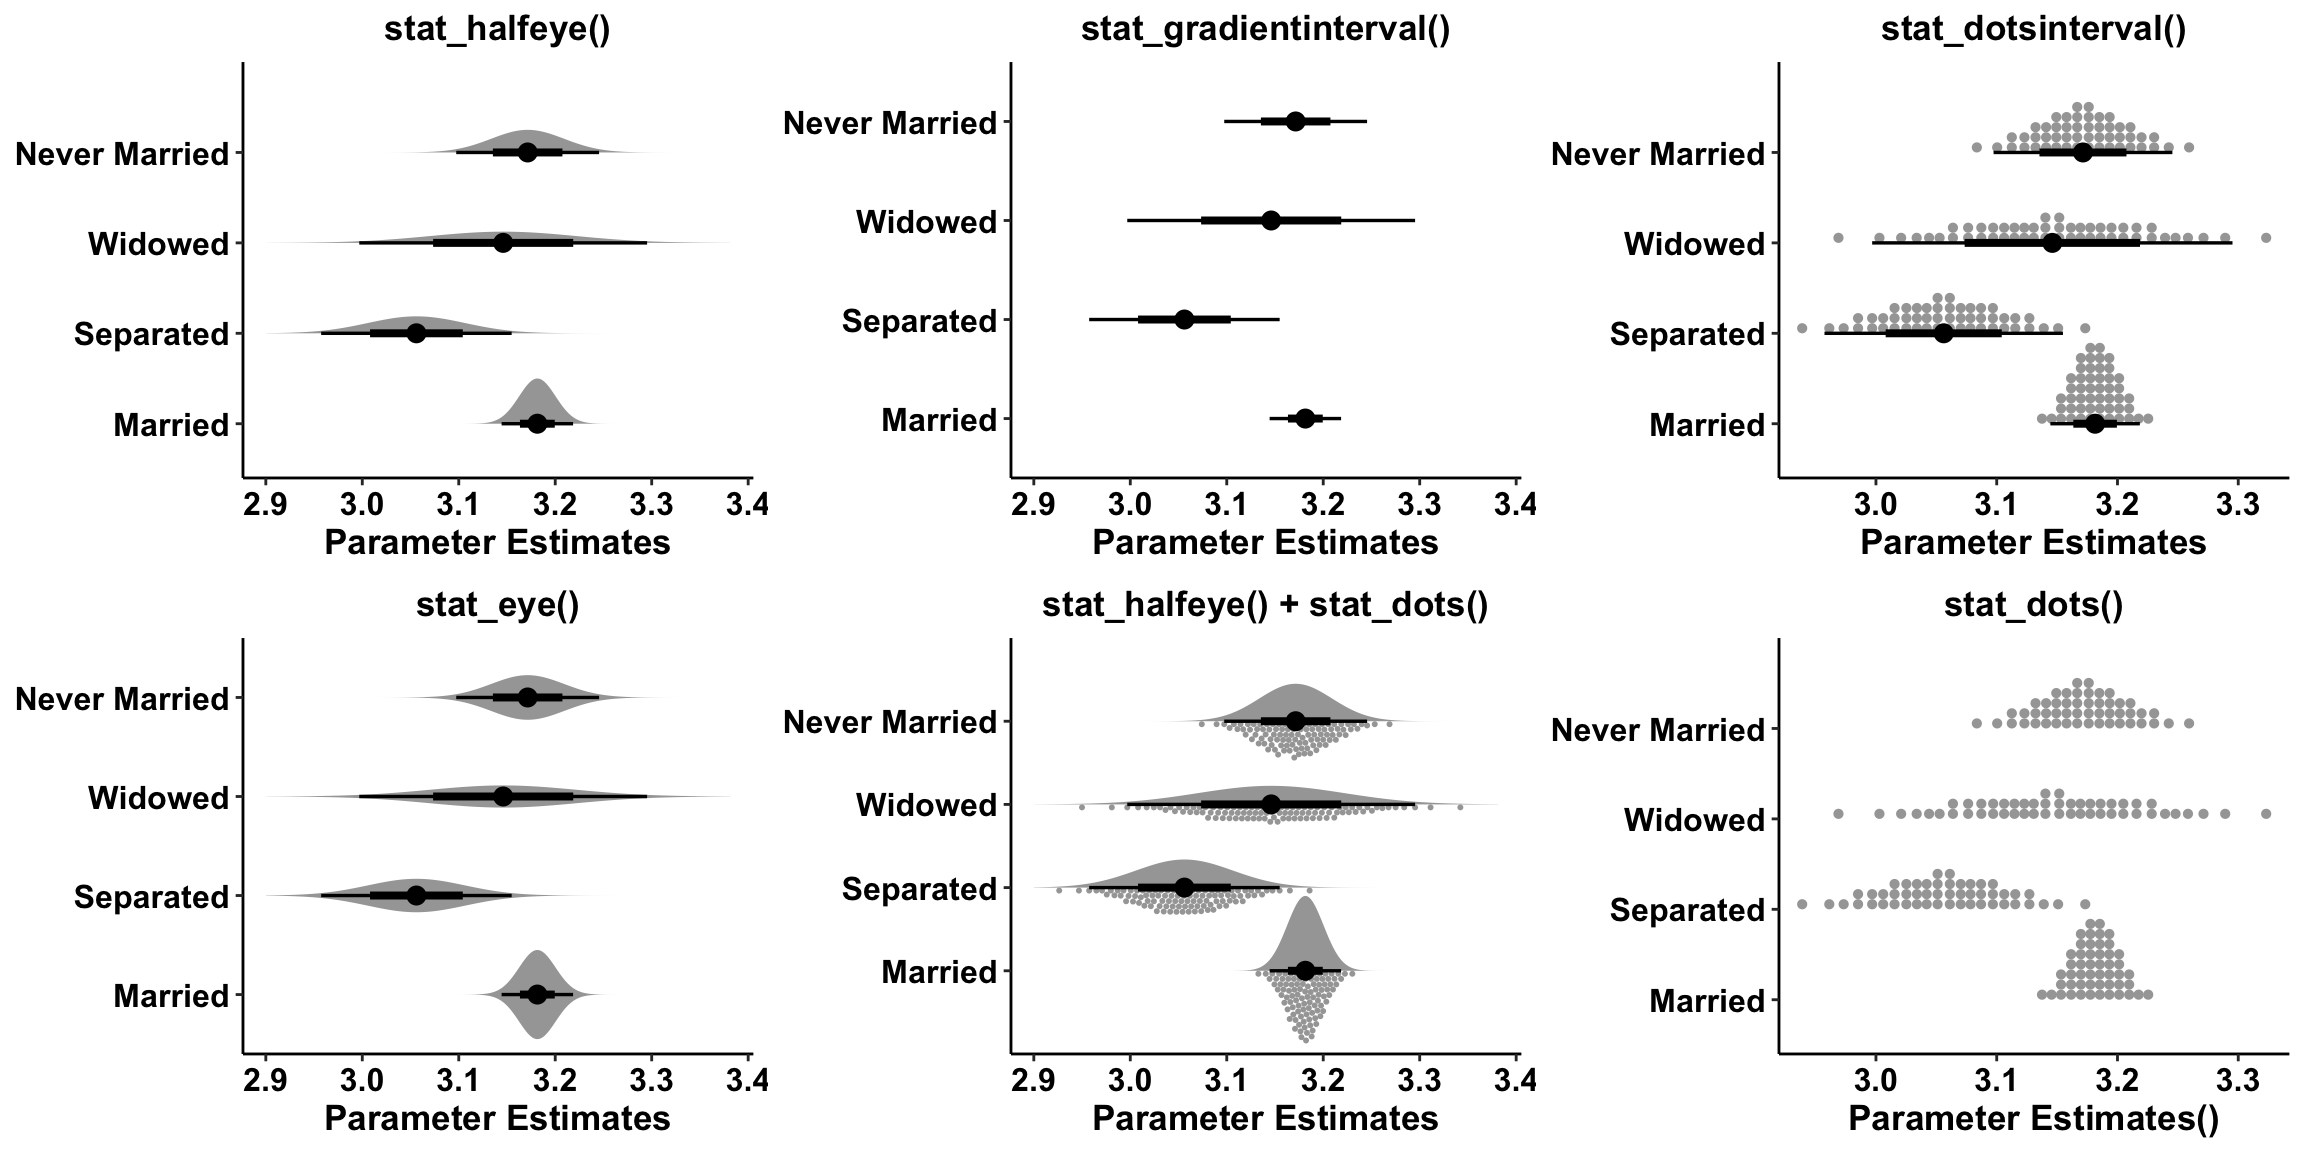 stat_halfeye()
Never Married
Widowed
Separated
Married
2.9 3.0 3.1 3.2 3.3 3.4
Parameter Estimates
stat_gradientinterval()
Never Married
Widowed
Separated
Married
2.9 3.0 3.1 3.2 3.3 3.4
Parameter Estimates
stat_dotsinterval()
Never Married
Widowed
Separated
Married
3.0 3.1 3.2 3.3
Parameter Estimates
stat_eye()
Never Married
Widowed
Separated
Married
2.9 3.0 3.1 3.2 3.3 3.4
Parameter Estimates
stat_halfeye() + stat_dots()
Never Married
Widowed
Separated
Married
2.9 3.0 3.1 3.2 3.3 3.4
Parameter Estimates
stat_dots()
Never Married
Widowed
Separated
Married
3.0 3.1 3.2 3.3
Parameter Estimates()